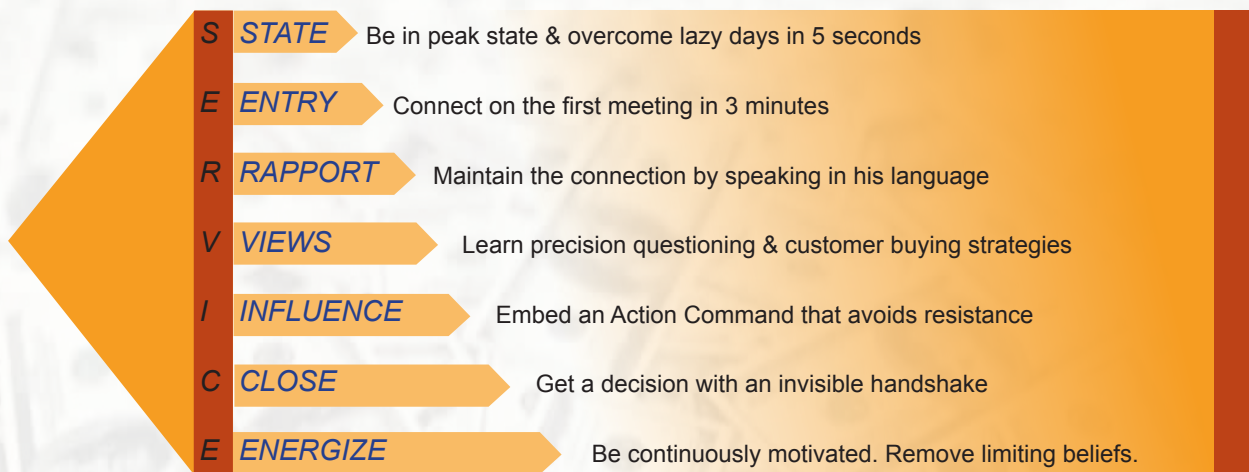 S STATE Be in peak state & overcome lazy days in 5 seconds
E ENTRY Connect on the first meeting in 3 minutes
R RAPPORT Maintain the connection by speaking in his language
V VIEWS Learn precision questioning & customer buying strategies
I INFLUENCE Embed an Action Command that avoids resistance
C CLOSE Get a decision with an invisible handshake
E ENERGIZE Be continuously motivated. Remove limiting beliefs.